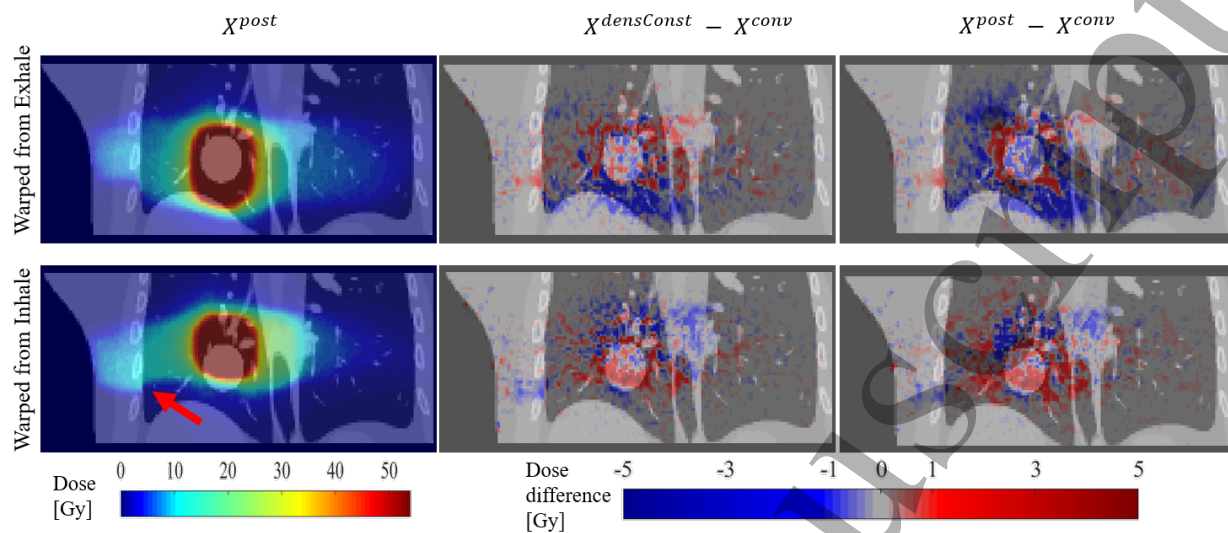 X^post X^densConst − X^conv X^post − X^conv
Warped from Exhale
Warped from Inhale
Dose
[Gy]
0 10 20 30 40 50
Dose
difference
[Gy]
-5 -3 -1 0 1 3 5
uscrip